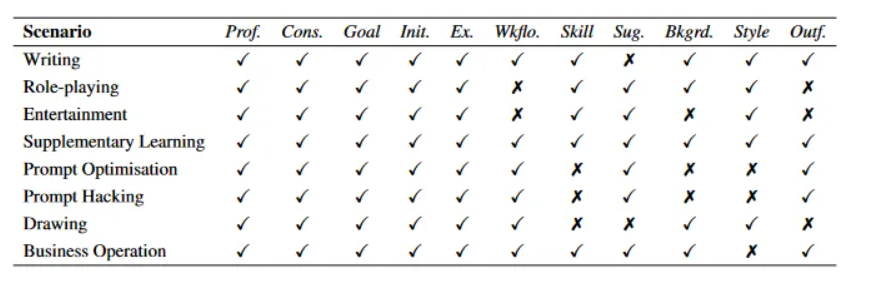 Scenario Prof. Cons. Goal Init. Ex. Wkflo. Skill Sug. Bkgrd. Style Outf.
Writing ✓ ✓ ✓ ✓ ✓ ✓ ✓ ✗ ✓ ✓ ✓
Role-playing ✓ ✓ ✓ ✓ ✓ ✗ ✓ ✓ ✓ ✓ ✗
Entertainment ✓ ✓ ✓ ✓ ✓ ✗ ✓ ✓ ✗ ✓ ✗
Supplementary Learning ✓ ✓ ✓ ✓ ✓ ✓ ✓ ✓ ✓ ✓ ✓
Prompt Optimisation ✓ ✓ ✓ ✓ ✓ ✓ ✗ ✓ ✗ ✗ ✓
Prompt Hacking ✓ ✓ ✓ ✓ ✓ ✓ ✗ ✓ ✗ ✗ ✓
Drawing ✓ ✓ ✓ ✓ ✓ ✓ ✗ ✗ ✓ ✓ ✗
Business Operation ✓ ✓ ✓ ✓ ✓ ✓ ✓ ✓ ✓ ✗ ✓